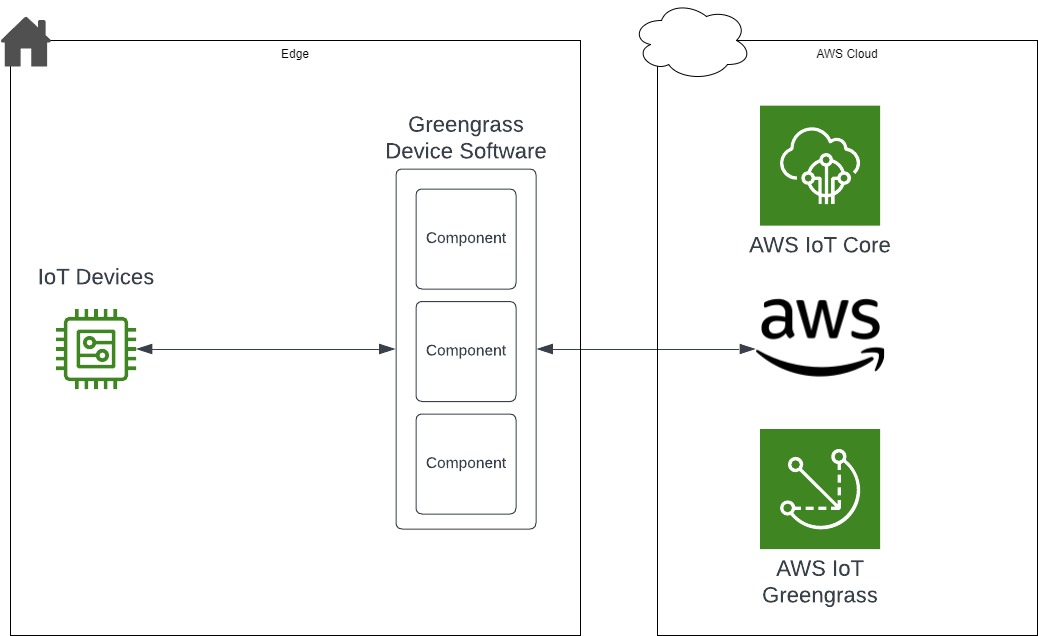 Edge
AWS Cloud
Greengrass
Device Software
Component
Component
Component
IoT Devices
AWS IoT Core
aws
AWS IoT
Greengrass